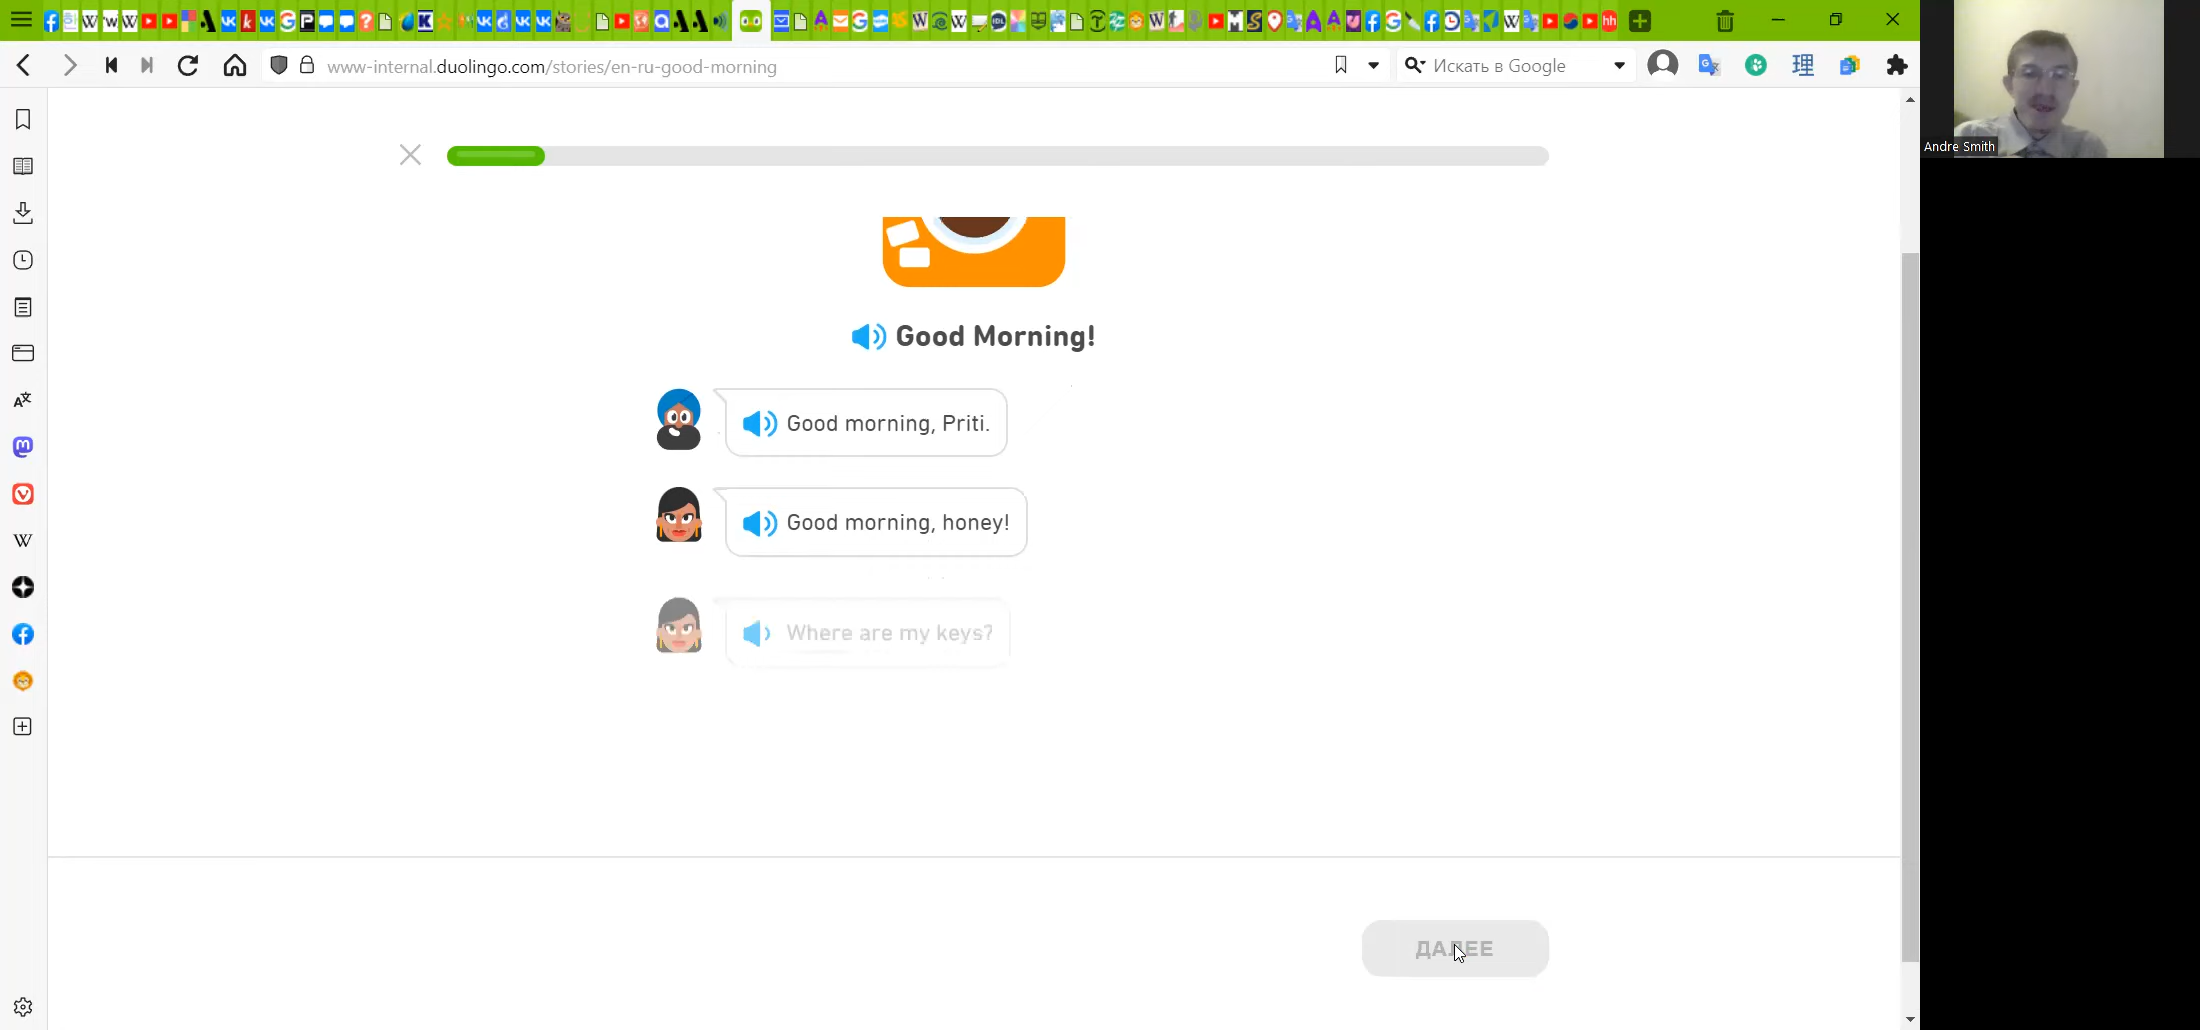 www-internal.duolingo.com/stories/en-ru-good-morning
Искать в Google
Andre Smith
Good Morning!
Good morning, Priti.
Good morning, honey!
Where are my keys?
ДАЛЕЕ